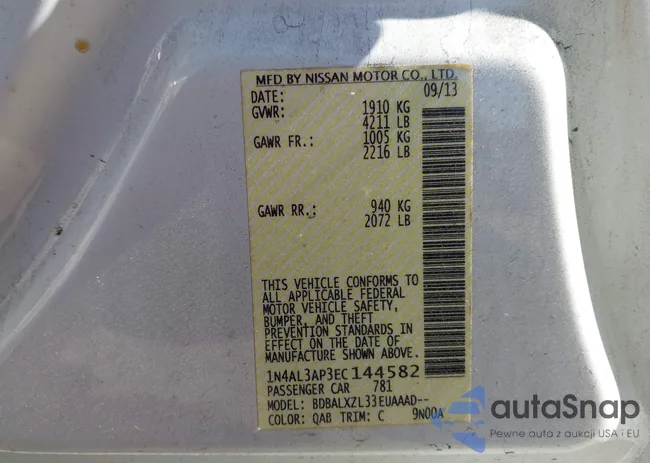 MFD BY NISSAN MOTOR CO., LTD.
DATE: 09/13
GVWR: 1910 KG
4211 LB
GAWR FR.: 1005 KG
2216 LB
GAWR RR.: 940 KG
2072 LB
THIS VEHICLE CONFORMS TO
ALL APPLICABLE FEDERAL
MOTOR VEHICLE SAFETY,
BUMPER, AND THEFT
PREVENTION STANDARDS IN
EFFECT ON THE DATE OF
MANUFACTURE SHOWN ABOVE.
1N4AL3AP3EC144582
PASSENGER CAR 781
MODEL: BDBALXZL33EUAAAD--
COLOR: QAB TRIM: C 9N00A
autoSnap
Pewne auta z aukcji USA i EU